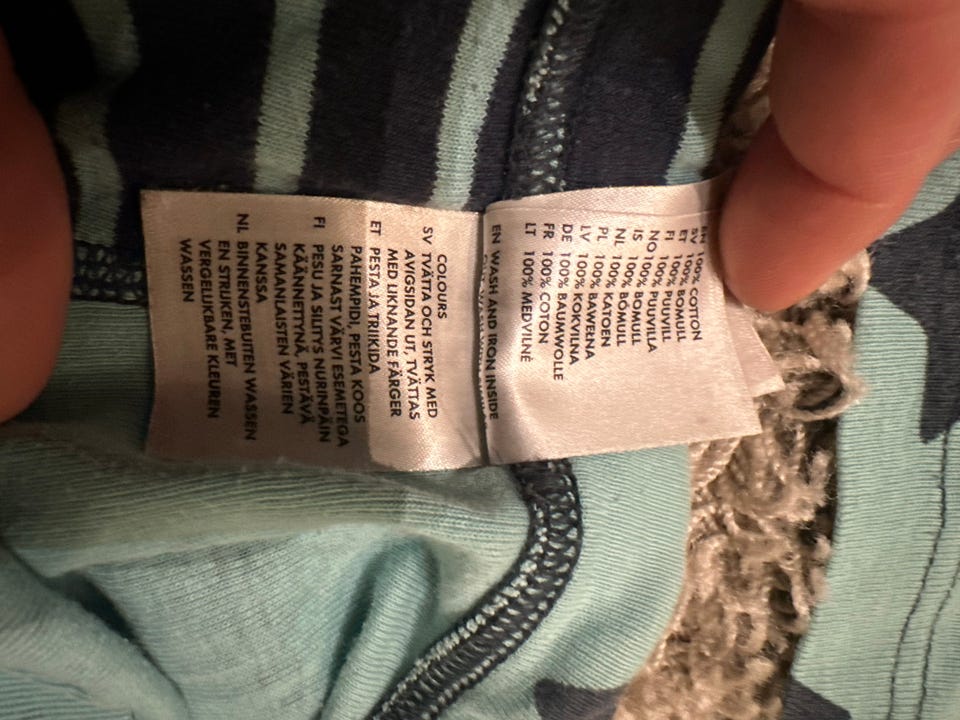 EN 100% COTTON
SV 100% BOMULL
ET 100% PUUVILL
FI 100% PUUVILLA
NO 100% BOMULL
IS 100% BÓMULL
NL 100% KATOEN
PL 100% BAWEŁNA
LV 100% KOKVILNA
DE 100% BAUMWOLLE
FR 100% COTON
LT 100% MEDVILNĖ
EN WASH AND IRON INSIDE
COLOURS
SV TVÄTTA OCH STRYK MED
AVIGSIDAN UT, TVÄTTAS
MED LIKNANDE FÄRGER
ET PESTA JA TRIIKIDA
PAHEMPIDI, PESTA KOOS
SARNAST VÄRVI ESEMETEGA
FI PESU JA SILITYS NURINPÄIN
KÄÄNNETTYNÄ, PESTÄVÄ
SAMANLAISTEN VÄRIEN
KANSSA
NL BINNENSTEBUITEN WASSEN
EN STRIJKEN, MET
VERGELIJKBARE KLEUREN
WASSEN